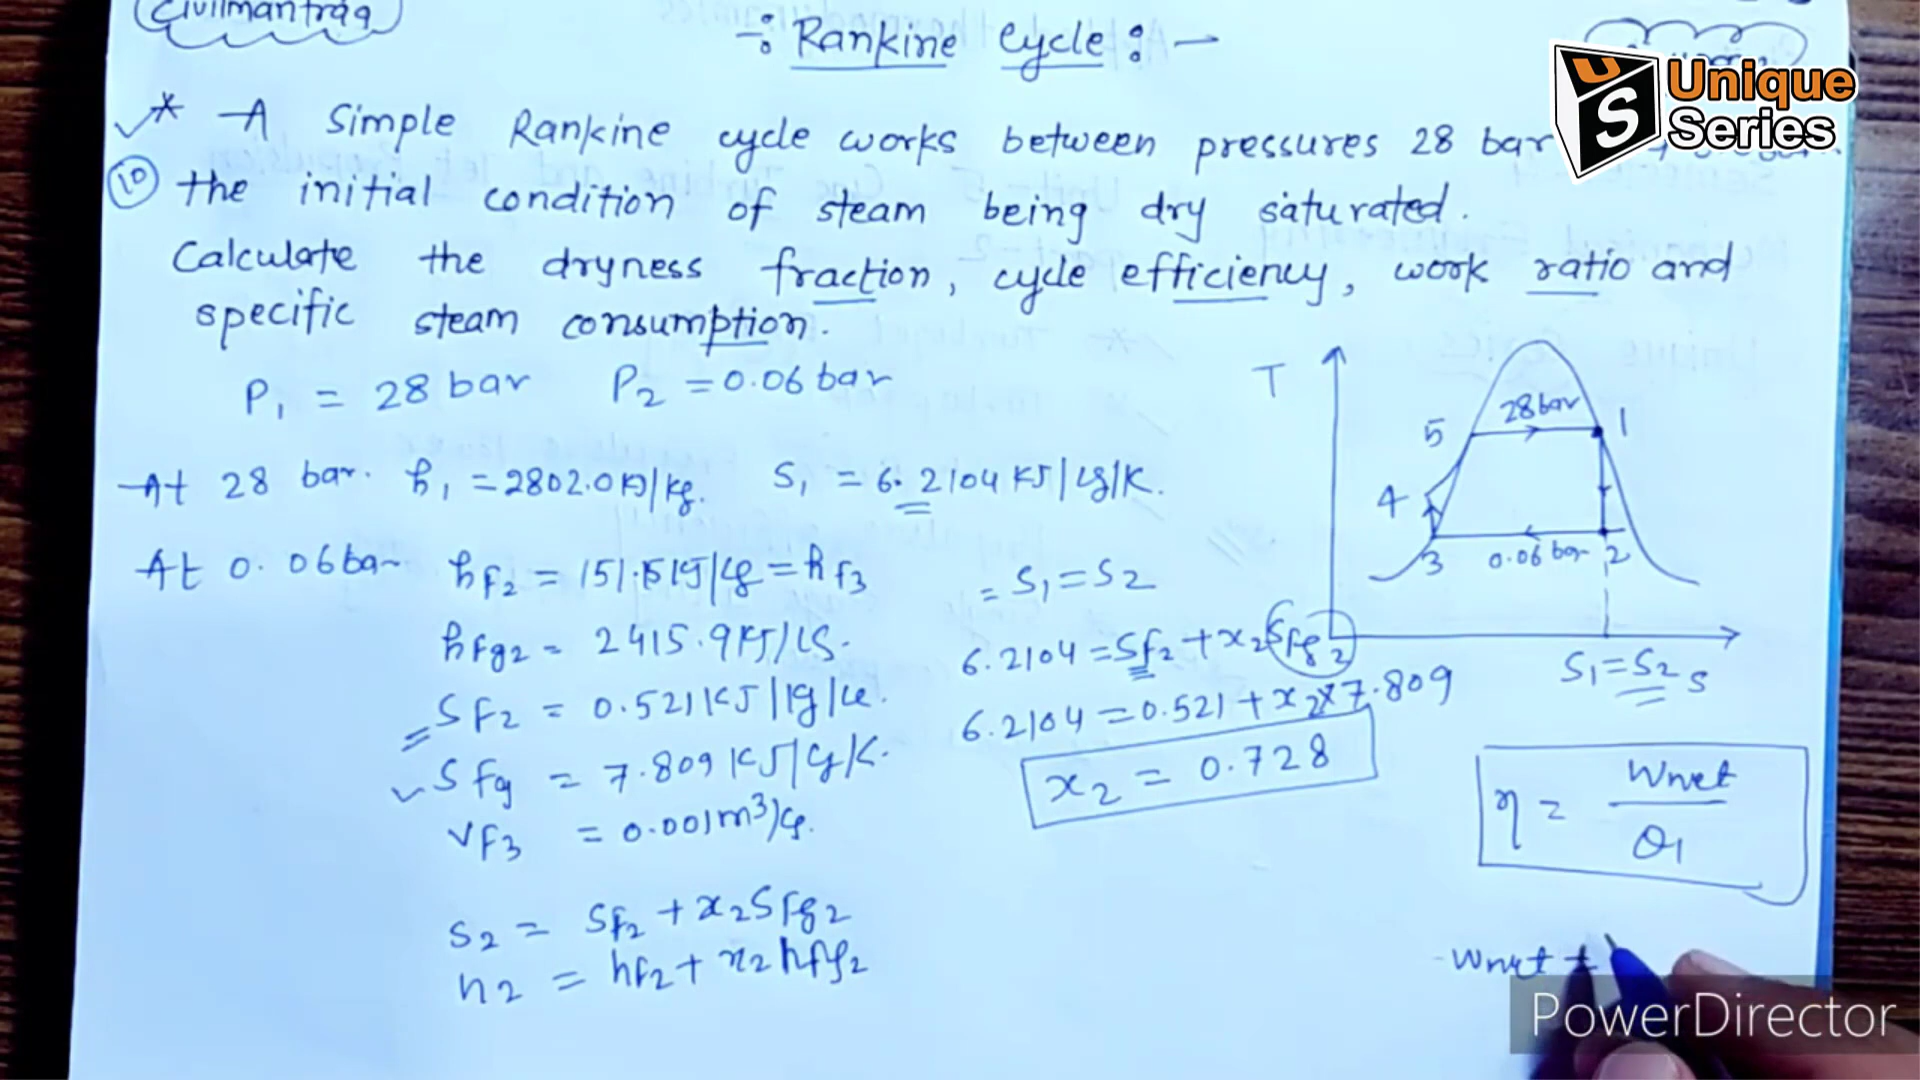 Civilmantraa
-: Rankine Cycle :-
* A Simple Rankine cycle works between pressures 28 bar
10 the initial condition of steam being dry saturated.
Calculate the dryness fraction, cycle efficiency, work ratio and
specific steam consumption.
P1 = 28 bar P2 = 0.06 bar
At 28 bar. h1 = 2802.0 KJ/kg. S1 = 6.2104 KJ/kg/K.
At 0.06 bar hF2 = 151.5 KJ/kg = hF3
hFg2 = 2415.9 KJ/kg.
SF2 = 0.521 KJ/kg/k.
SFg = 7.809 KJ/kg/K.
VF3 = 0.001 m3/kg.
S2 = SF2 + x2 SFg2
h2 = hF2 + x2 hfg2
= S1 = S2
6.2104 = Sf2 + x2 Sfg2
6.2104 = 0.521 + x2 x 7.809
x2 = 0.728
T
28 bar
5 1
4
3 0.06 bar 2
S1 = S2 s
η = Wnet / Q1
Wnet =
US
Unique
Series
PowerDirector